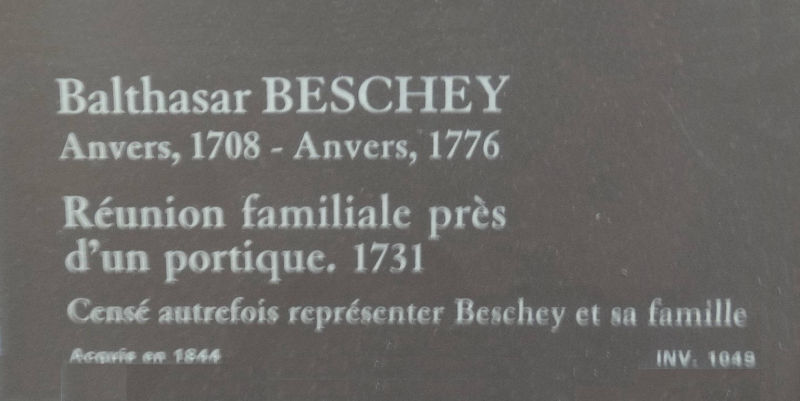 Balthasar BESCHEY
Anvers, 1708 - Anvers, 1776
Réunion familiale près
d'un portique. 1731
Censé autrefois représenter Beschey et sa famille
Acquis en 1844
INV. 1049